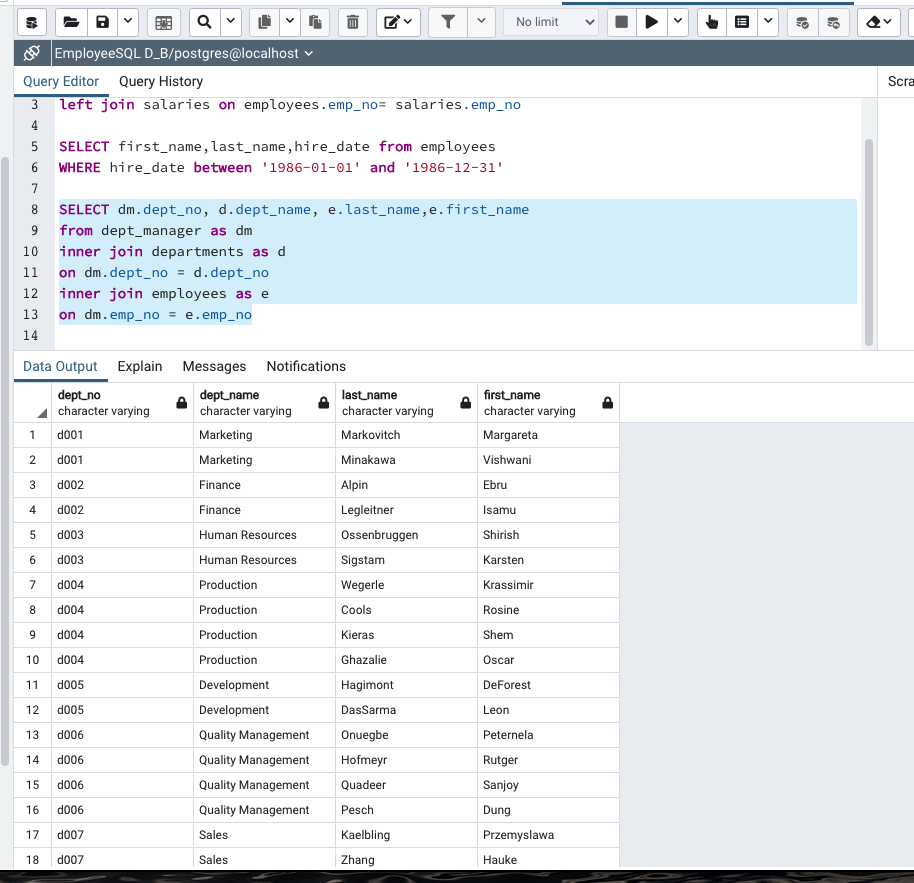 No limit
EmployeeSQL D_B/postgres@localhost
Query Editor Query History Scra
3 left join salaries on employees.emp_no= salaries.emp_no
4
5 SELECT first_name,last_name,hire_date from employees
6 WHERE hire_date between '1986-01-01' and '1986-12-31'
7
8 SELECT dm.dept_no, d.dept_name, e.last_name,e.first_name
9 from dept_manager as dm
10 inner join departments as d
11 on dm.dept_no = d.dept_no
12 inner join employees as e
13 on dm.emp_no = e.emp_no
14
Data Output Explain Messages Notifications
dept_no dept_name last_name first_name
character varying character varying character varying character varying
1 d001 Marketing Markovitch Margareta
2 d001 Marketing Minakawa Vishwani
3 d002 Finance Alpin Ebru
4 d002 Finance Legleitner Isamu
5 d003 Human Resources Ossenbruggen Shirish
6 d003 Human Resources Sigstam Karsten
7 d004 Production Wegerle Krassimir
8 d004 Production Cools Rosine
9 d004 Production Kieras Shem
10 d004 Production Ghazalie Oscar
11 d005 Development Hagimont DeForest
12 d005 Development DasSarma Leon
13 d006 Quality Management Onuegbe Peternela
14 d006 Quality Management Hofmeyr Rutger
15 d006 Quality Management Quadeer Sanjoy
16 d006 Quality Management Pesch Dung
17 d007 Sales Kaelbling Przemyslawa
18 d007 Sales Zhang Hauke